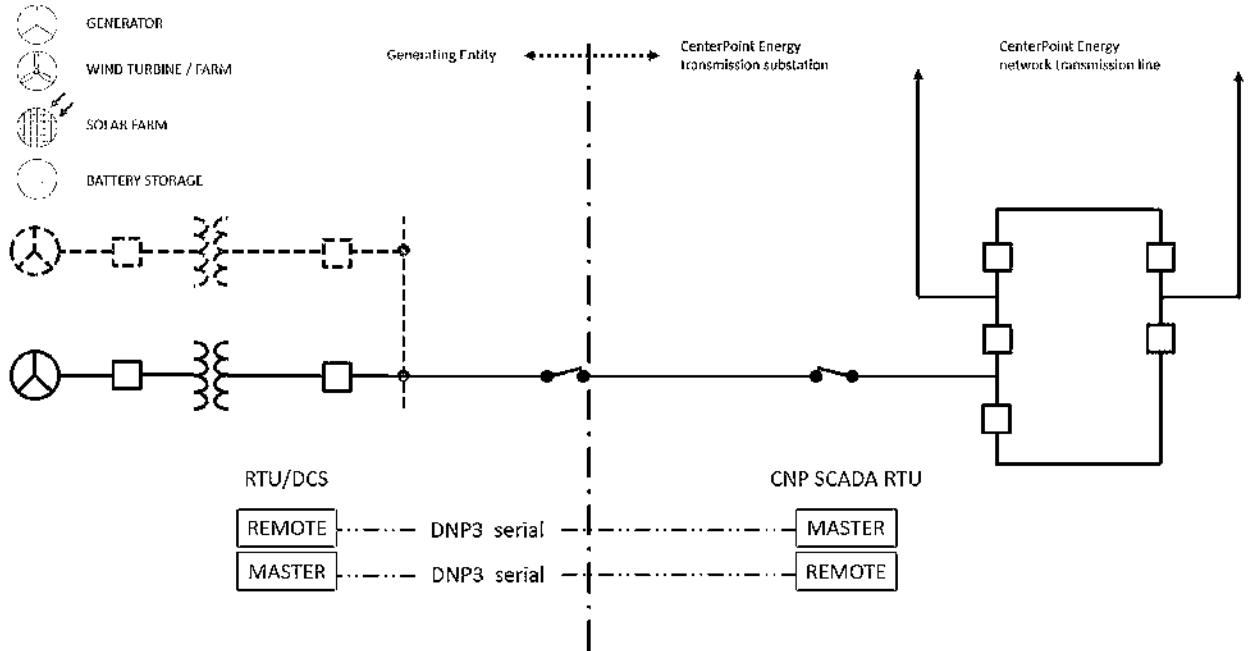 GENERATOR
WIND TURBINE / FARM
SOLAR FARM
BATTERY STORAGE
Generating Entity
CenterPoint Energy
transmission substation
CenterPoint Energy
network transmission line
RTU/DCS
CNP SCADA RTU
REMOTE
DNP3 serial
MASTER
MASTER
DNP3 serial
REMOTE